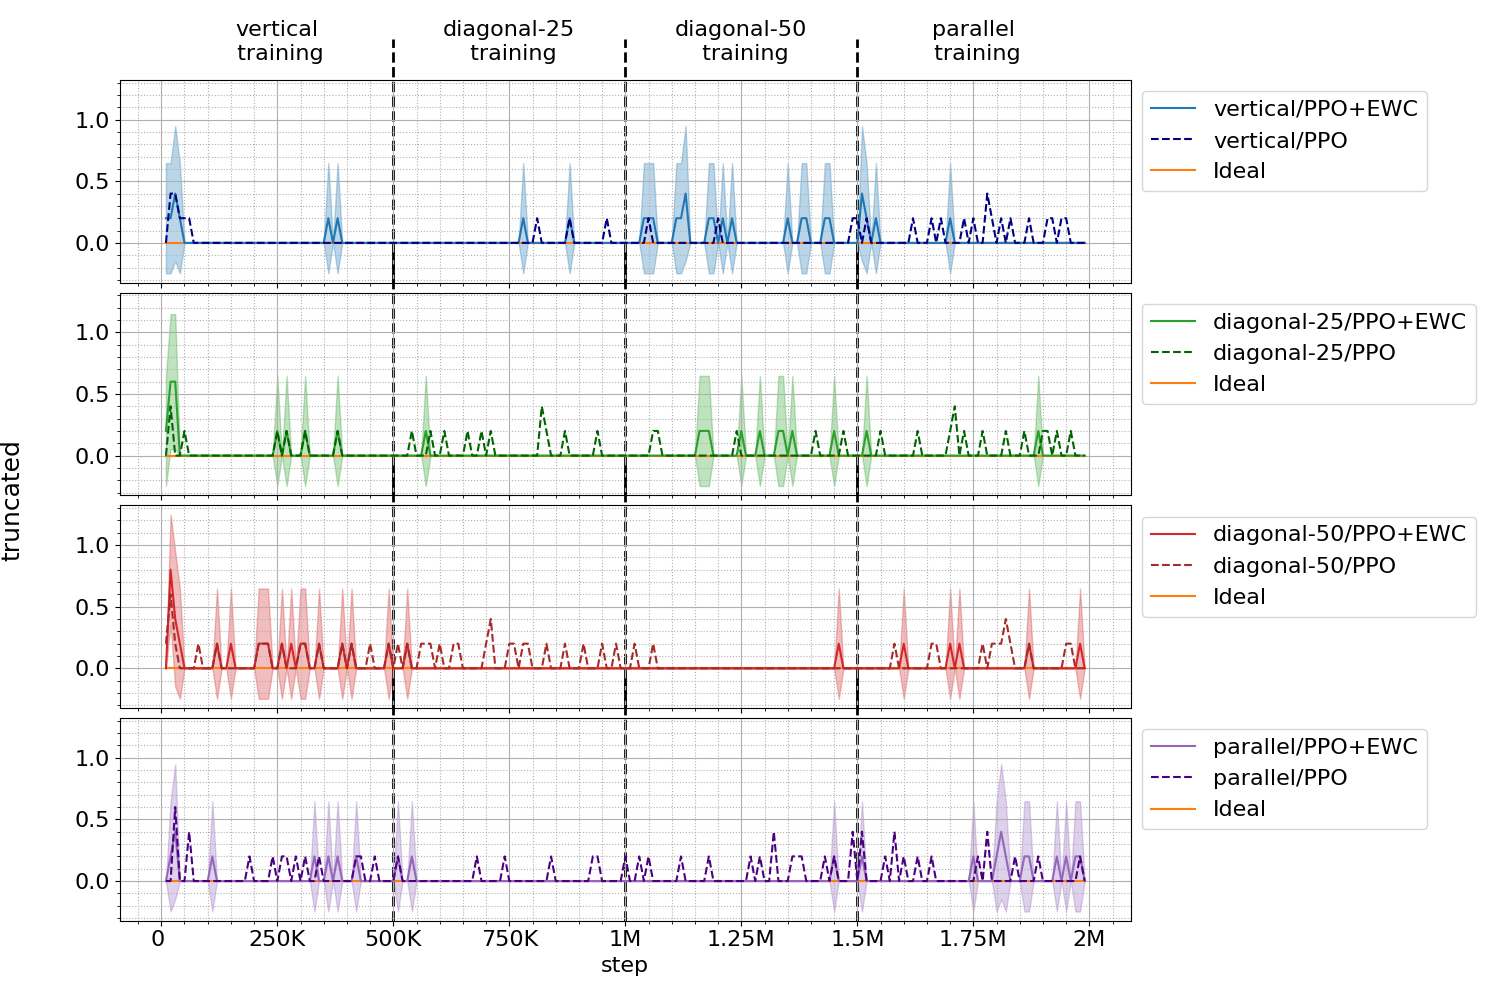 vertical
training
diagonal-25
training
diagonal-50
training
parallel
training
truncated
1.0
0.5
0.0
vertical/PPO+EWC
vertical/PPO
Ideal
1.0
0.5
0.0
diagonal-25/PPO+EWC
diagonal-25/PPO
Ideal
1.0
0.5
0.0
diagonal-50/PPO+EWC
diagonal-50/PPO
Ideal
1.0
0.5
0.0
parallel/PPO+EWC
parallel/PPO
Ideal
0 250K 500K 750K 1M 1.25M 1.5M 1.75M 2M
step